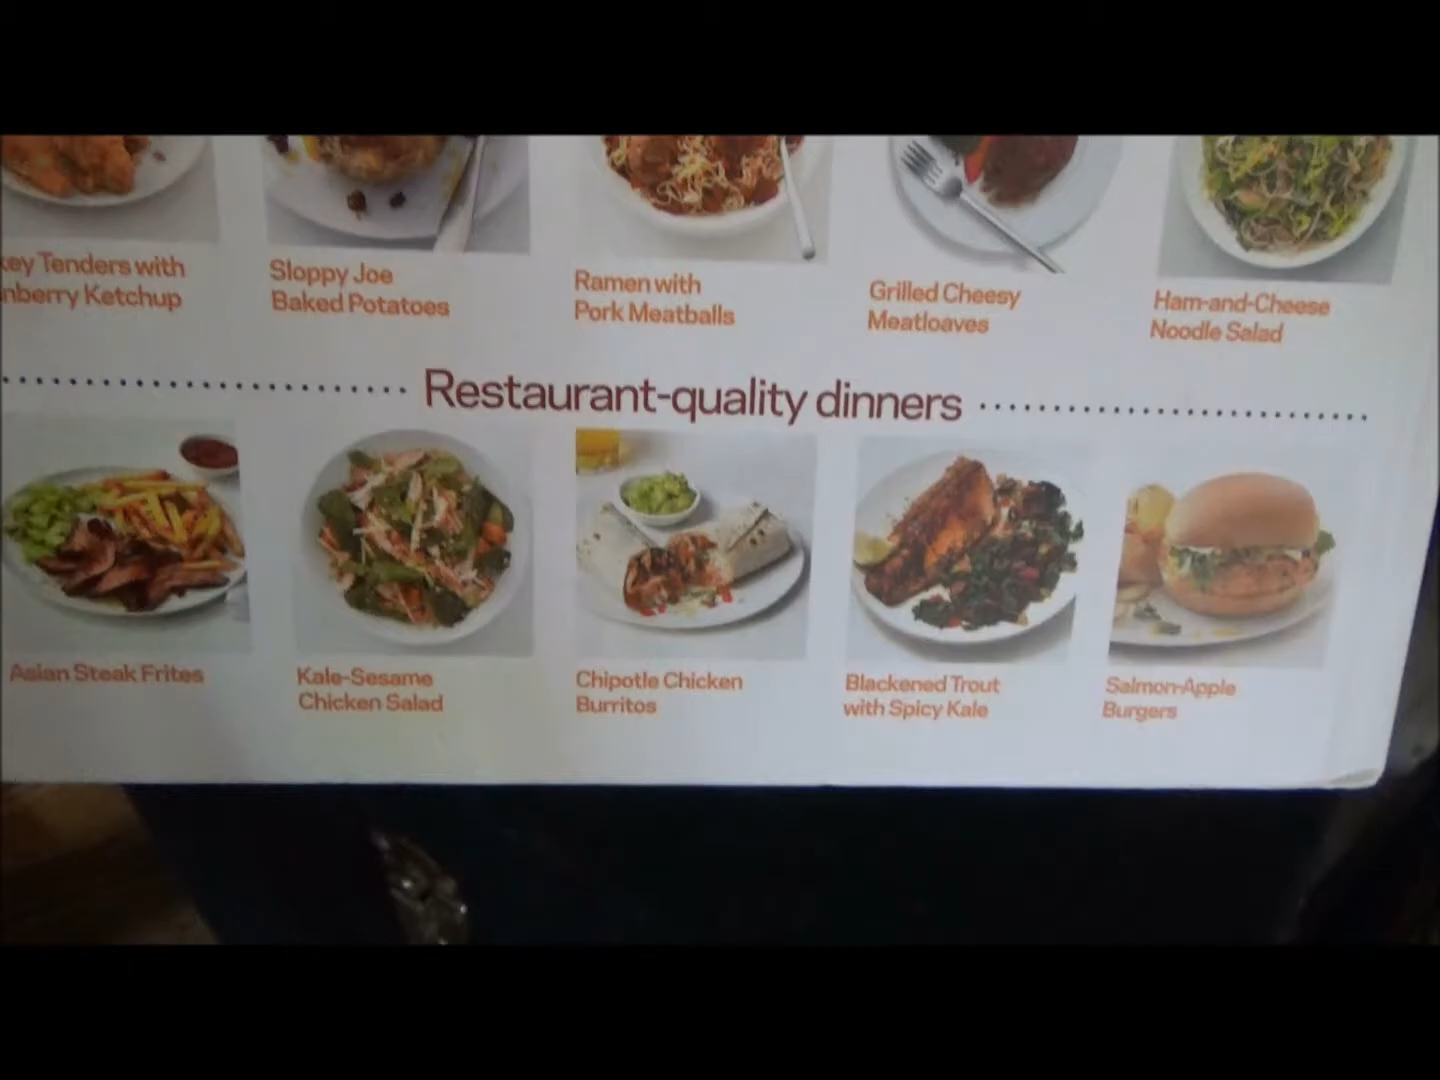 Tenders with
Ketchup
Sloppy Joe
Baked Potatoes
Ramen with
Pork Meatballs
Grilled Cheesy
Meatloaves
Ham-and-Cheese
Noodle Salad
Restaurant-quality dinners
Asian Steak Frites
Kale-Sesame
Chicken Salad
Chipotle Chicken
Burritos
Blackened Trout
with Spicy Kale
Salmon-Apple
Burgers